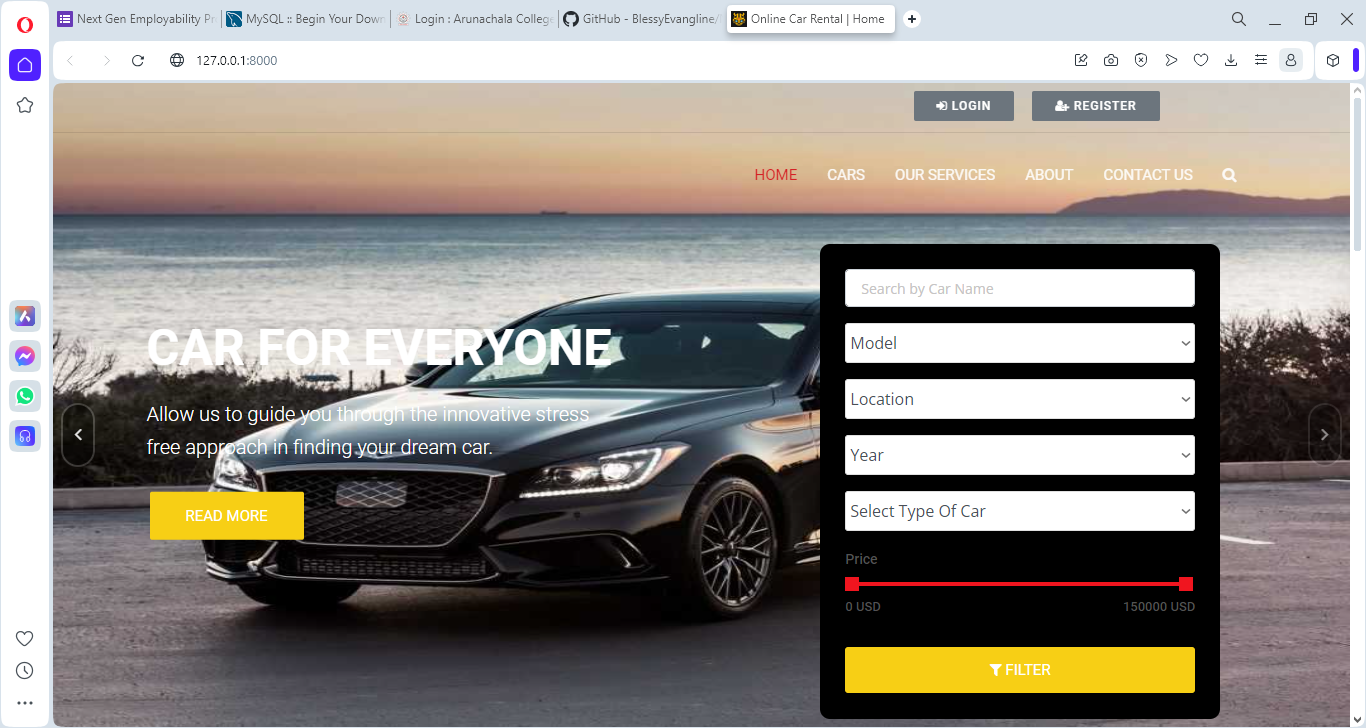 Next Gen Employability Pr
MySQL :: Begin Your Down
Login : Arunachala College
GitHub - BlessyEvangline/
Online Car Rental | Home
127.0.0.1:8000
LOGIN
REGISTER
HOME
CARS
OUR SERVICES
ABOUT
CONTACT US
CAR FOR EVERYONE
Allow us to guide you through the innovative stress
free approach in finding your dream car.
READ MORE
Search by Car Name
Model
Location
Year
Select Type Of Car
Price
0 USD
150000 USD
FILTER